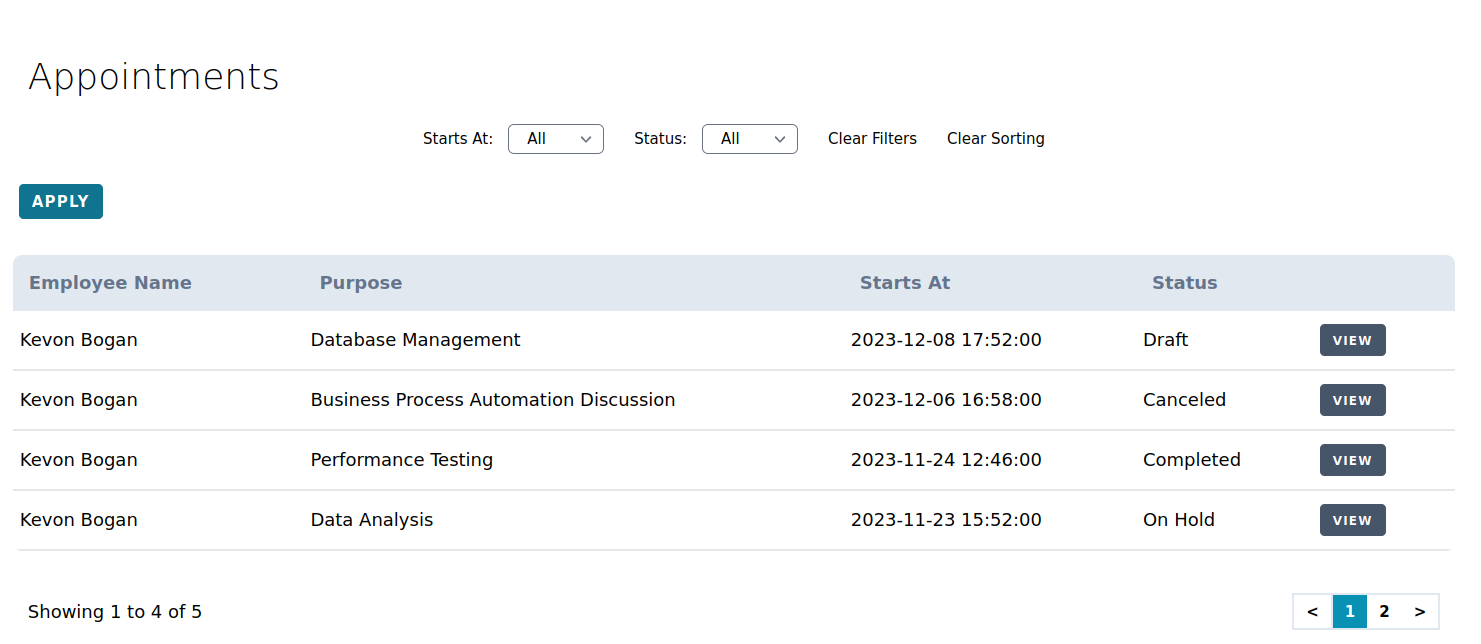 Appointments
Starts At: All Status: All Clear Filters Clear Sorting
APPLY
Employee Name Purpose Starts At Status
Kevon Bogan Database Management 2023-12-08 17:52:00 Draft VIEW
Kevon Bogan Business Process Automation Discussion 2023-12-06 16:58:00 Canceled VIEW
Kevon Bogan Performance Testing 2023-11-24 12:46:00 Completed VIEW
Kevon Bogan Data Analysis 2023-11-23 15:52:00 On Hold VIEW
Showing 1 to 4 of 5 < 1 2 >